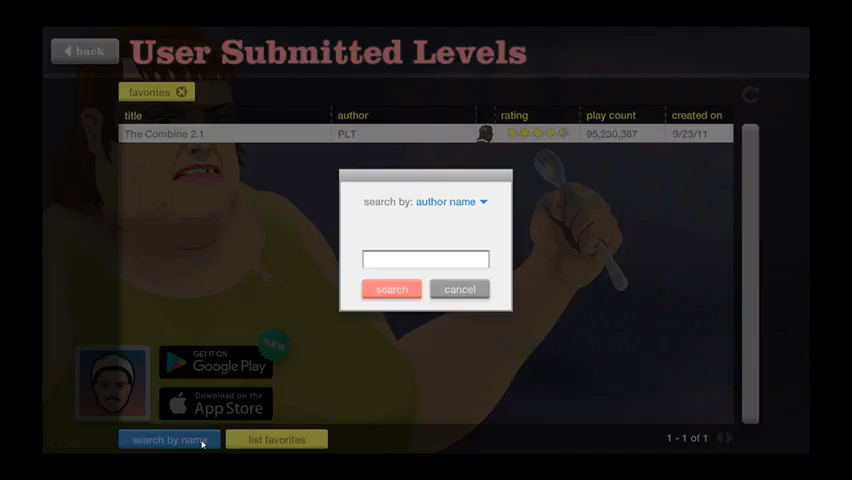 back
User Submitted Levels
favorites
title author rating play count created on
The Combine 2.1 PLT 95,230,367 9/23/11
search by: author name
search cancel
NEW
GET IT ON
Google Play
Download on the
App Store
search by name list favorites 1 - 1 of 1